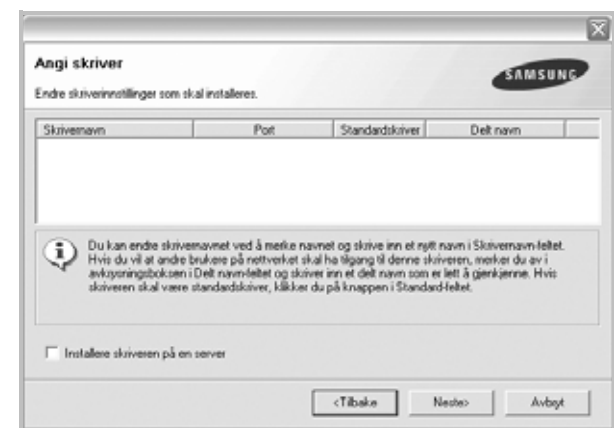 Angi skriver
SAMSUNG
Endre skriverinnstillinger som skal installeres.
Skrivernavn Port Standardskriver Delt navn
Du kan endre skrivernavnet ved å merke navnet og skrive inn et nytt navn i Skrivernavn-feltet.
Hvis du vil at andre brukere på nettverket skal ha tilgang til denne skriveren, merker du av i
avkrysningsboksen i Delt navn-feltet og skriver inn et delt navn som er lett å gjenkjenne. Hvis
skriveren skal være standardskriver, klikker du på knappen i Standard-feltet.
Installere skriveren på en server
<Tilbake Neste> Avbryt